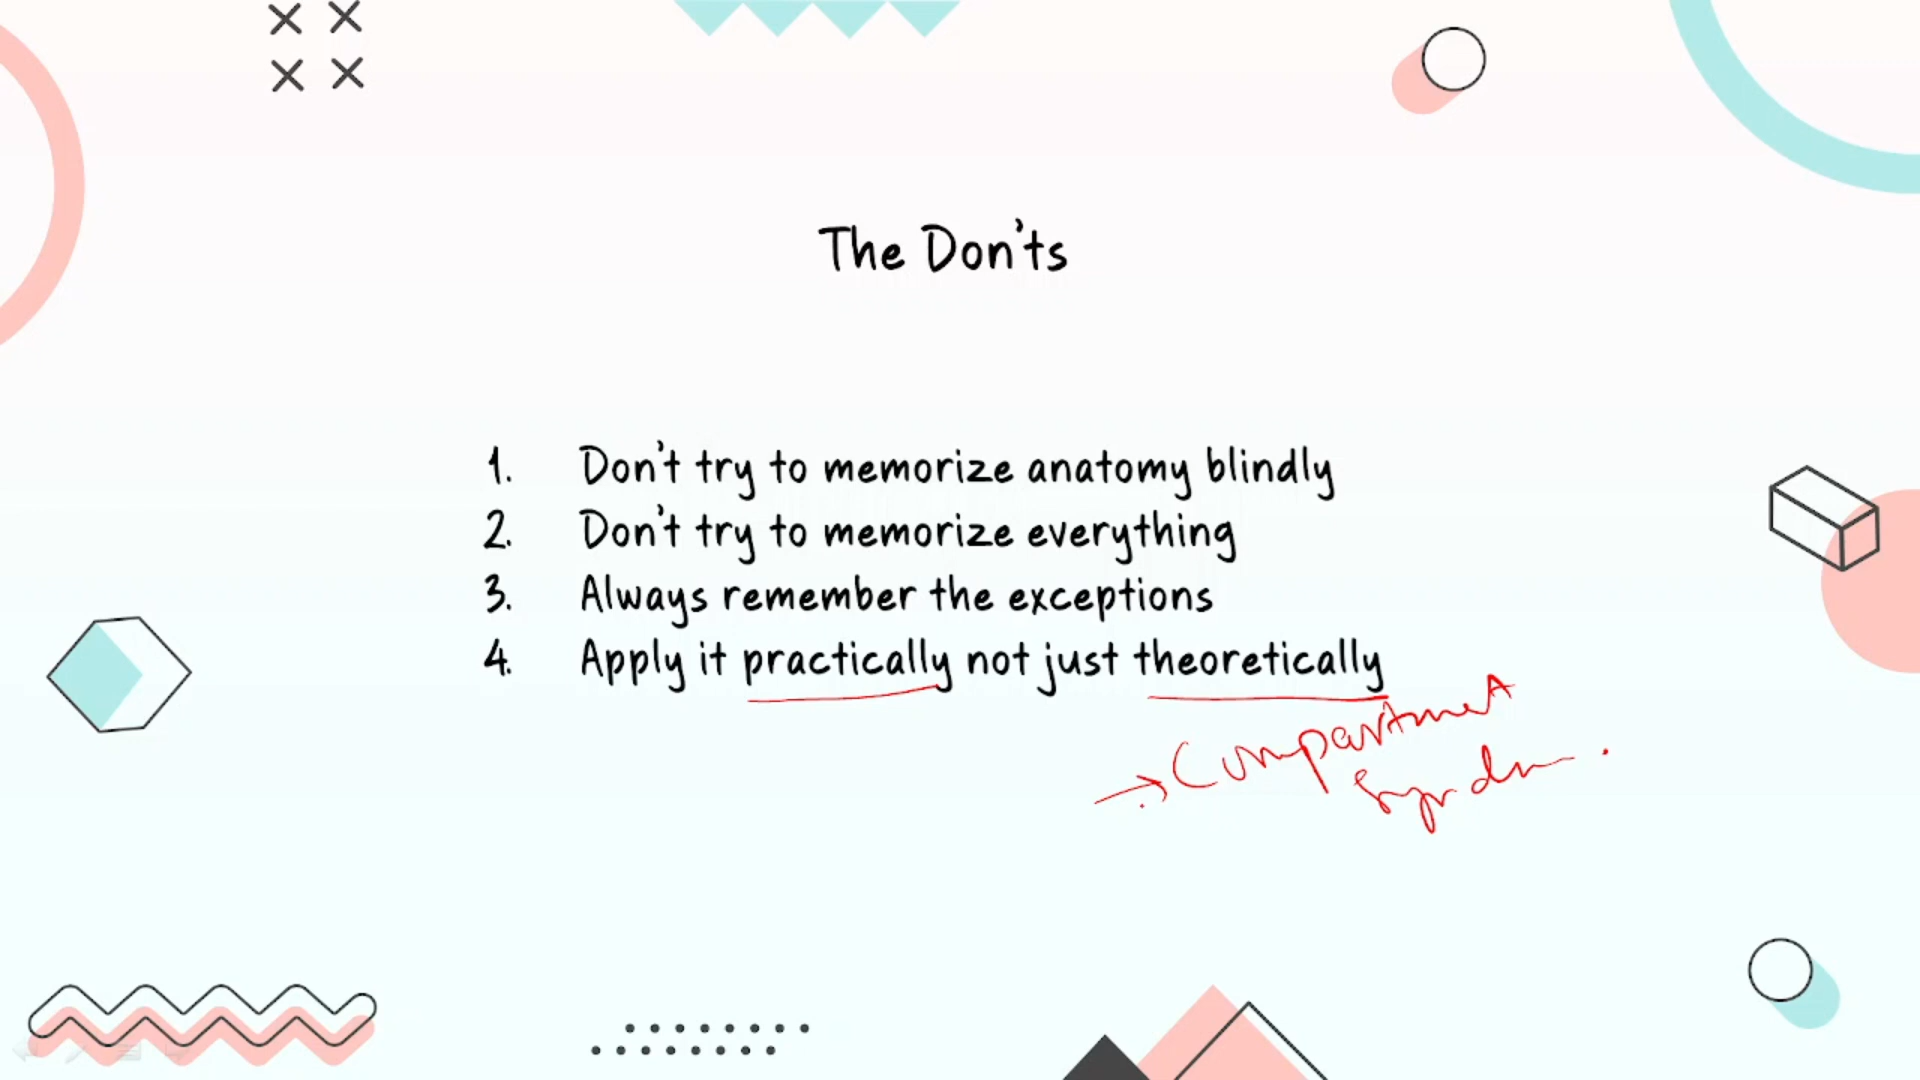 The Don'ts
1. Don't try to memorize anatomy blindly
2. Don't try to memorize everything
3. Always remember the exceptions
4. Apply it practically not just theoretically
→ Compartment